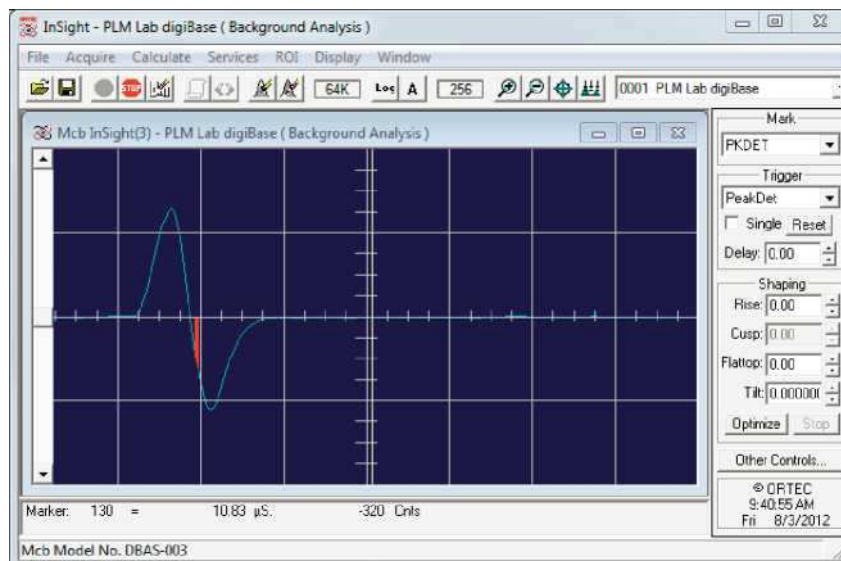 InSight - PLM Lab digiBase ( Background Analysis )
File Acquire Calculate Services ROI Display Window
STOP 64K Log A 256 0001 PLM Lab digiBase
Mcb InSight(3) - PLM Lab digiBase ( Background Analysis )
Mark
PKDET
Trigger
PeakDet
Single Reset
Delay: 0.00
Shaping
Rise: 0.00
Cusp: 0.00
Flattop: 0.00
Tilt: 0.00000
Optimize Stop
Other Controls...
© ORTEC
9:40:55 AM
Fri 8/3/2012
Marker: 130 = 10.83 µS. -320 Cnts
Mcb Model No. DBAS-003